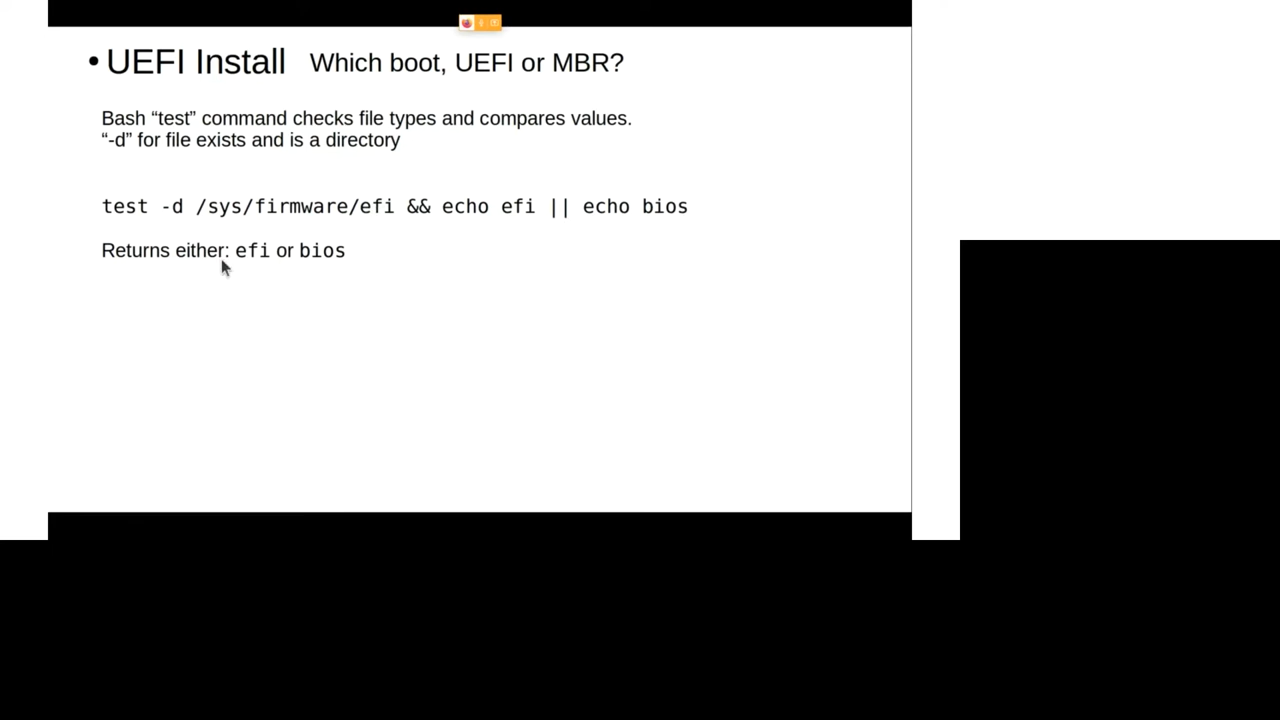 • UEFI Install Which boot, UEFI or MBR?
Bash “test” command checks file types and compares values.
“-d” for file exists and is a directory
test -d /sys/firmware/efi && echo efi || echo bios
Returns either: efi or bios